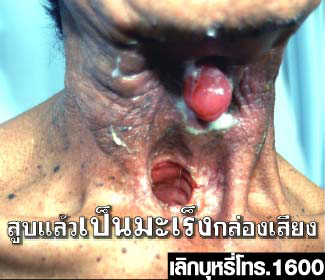 สูบแล้วเป็นมะเร็งกล่องเสียง
เลิกบุหรี่โทร.1600